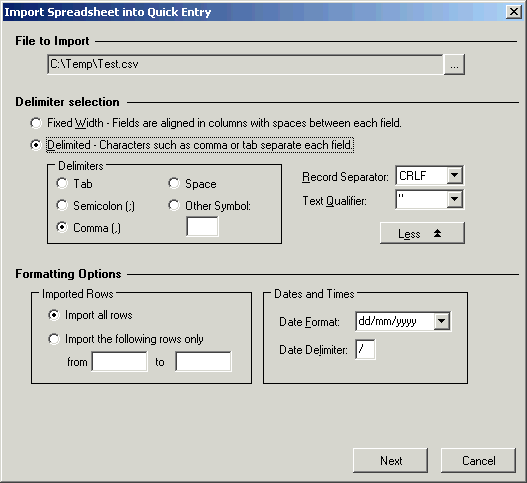 Import Spreadsheet into Quick Entry
File to Import
C:\Temp\Test.csv ...
Delimiter selection
Fixed Width - Fields are aligned in columns with spaces between each field.
Delimited - Characters such as comma or tab separate each field.
Delimiters
Tab Space
Semicolon (;) Other Symbol:
Comma (,)
Record Separator: CRLF
Text Qualifier: "
Less
Formatting Options
Imported Rows
Import all rows
Import the following rows only
from to
Dates and Times
Date Format: dd/mm/yyyy
Date Delimiter: /
Next Cancel